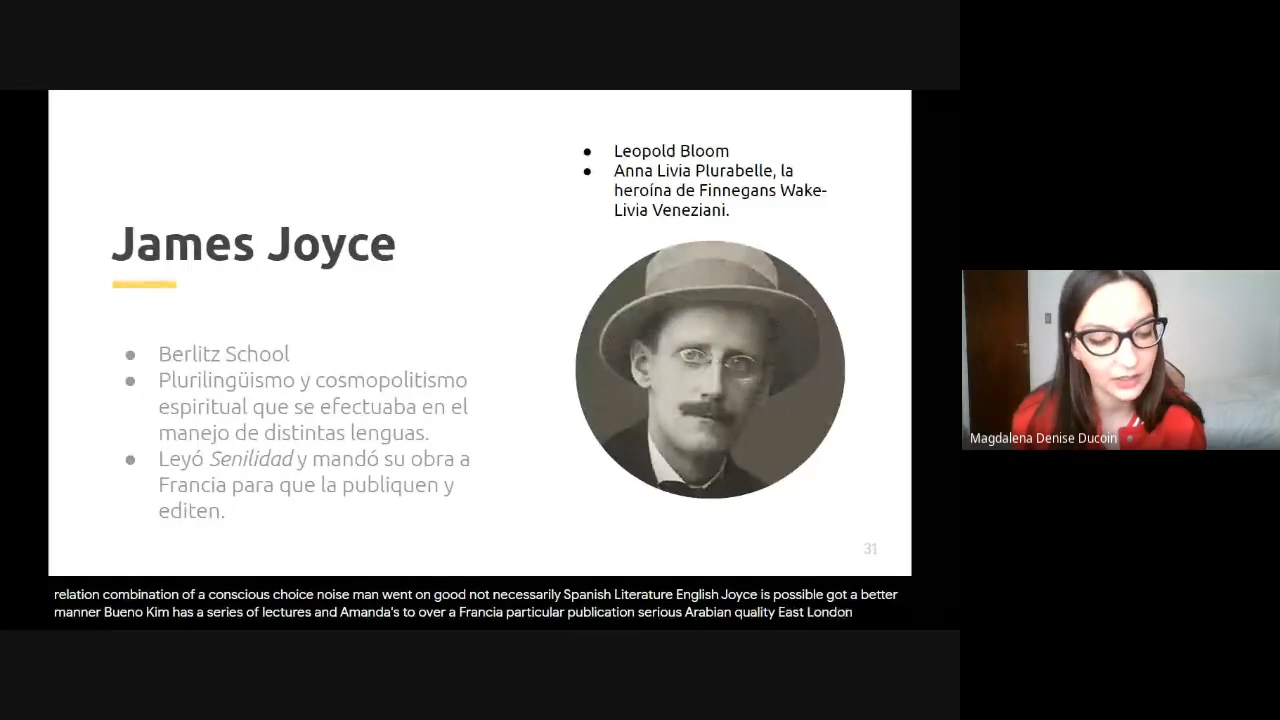 Leopold Bloom
Anna Livia Plurabelle, la
heroína de Finnegans Wake-
Livia Veneziani.
James Joyce
Berlitz School
Plurilingüismo y cosmopolitismo
espiritual que se efectuaba en el
manejo de distintas lenguas.
Leyó Senilidad y mandó su obra a
Francia para que la publiquen y
editen.
31
relation combination of a conscious choice noise man went on good not necessarily Spanish Literature English Joyce is possible got a better
manner Bueno Kim has a series of lectures and Amanda's to over a Francia particular publication serious Arabian quality East London
Magdalena Denise Ducoin